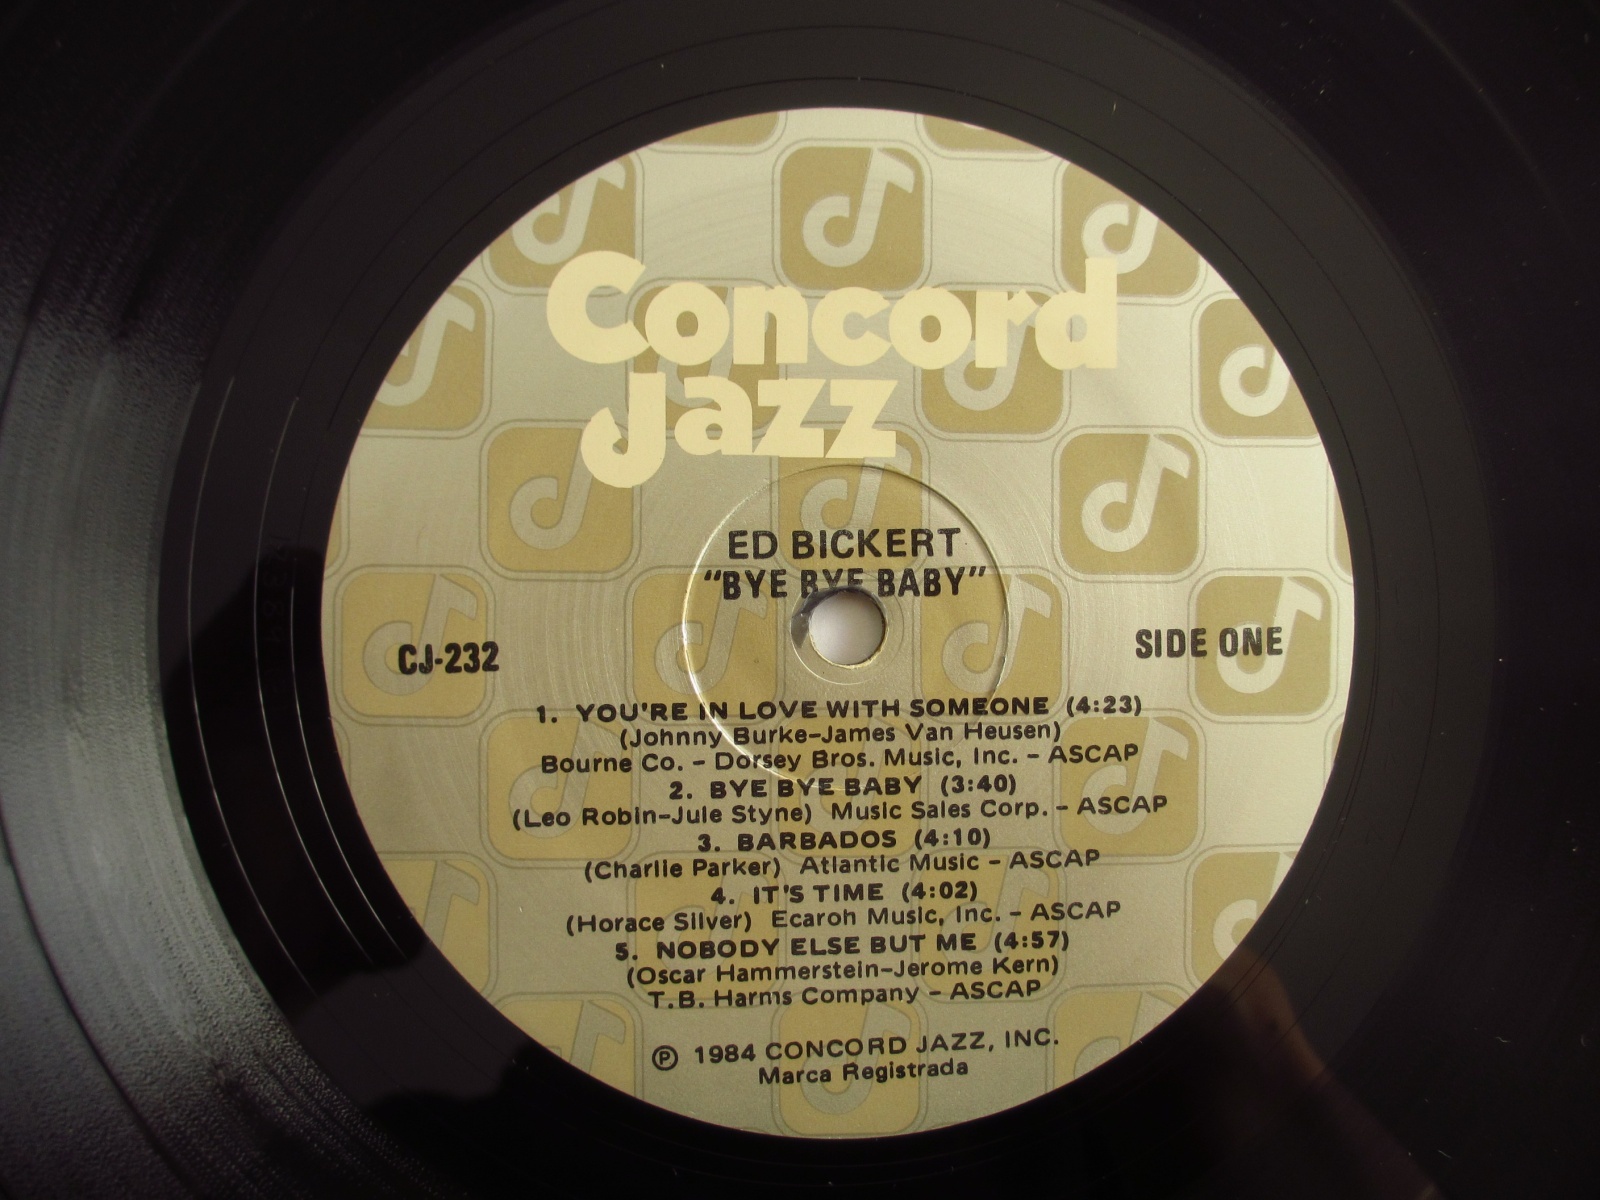 Concord
Jazz
ED BICKERT
“BYE BYE BABY”
CJ-232
SIDE ONE
1. YOU'RE IN LOVE WITH SOMEONE (4:23)
(Johnny Burke–James Van Heusen)
Bourne Co. – Dorsey Bros. Music, Inc. – ASCAP
2. BYE BYE BABY (3:40)
(Leo Robin–Jule Styne) Music Sales Corp. – ASCAP
3. BARBADOS (4:10)
(Charlie Parker) Atlantic Music – ASCAP
4. IT'S TIME (4:02)
(Horace Silver) Ecaroh Music, Inc. – ASCAP
5. NOBODY ELSE BUT ME (4:57)
(Oscar Hammerstein–Jerome Kern)
T.B. Harms Company – ASCAP
℗ 1984 CONCORD JAZZ, INC.
Marca Registrada